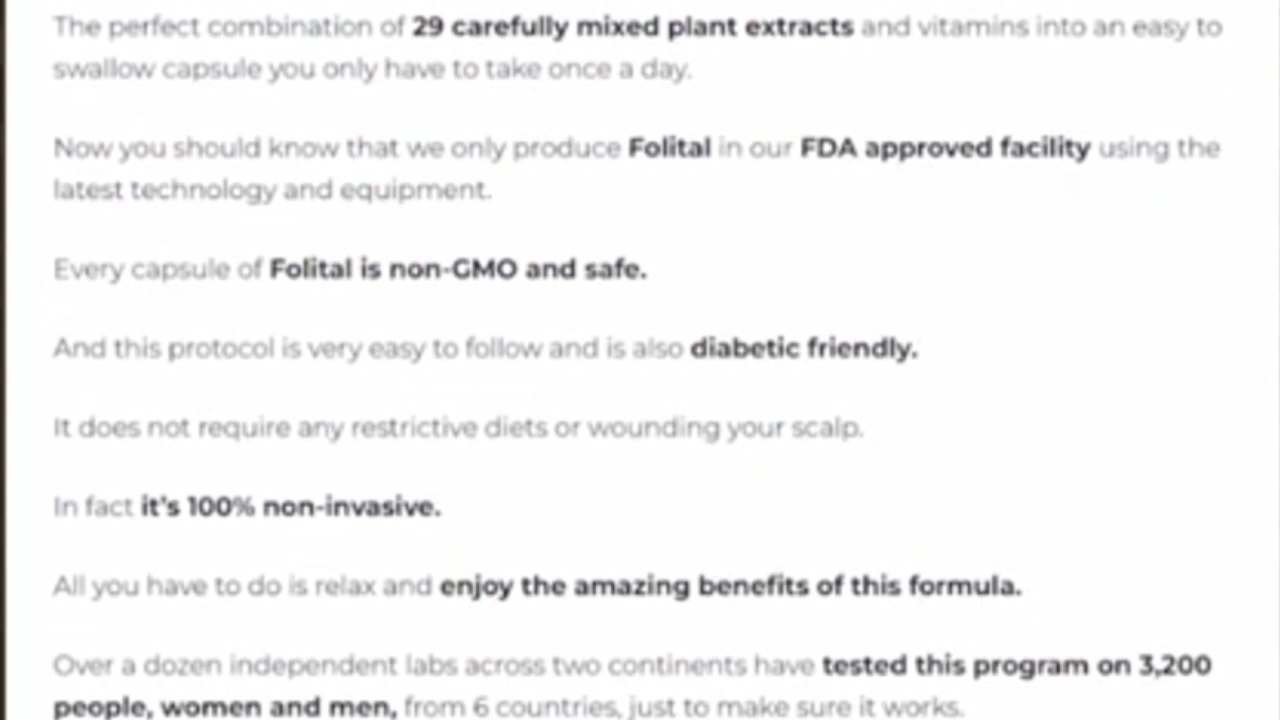 The perfect combination of 29 carefully mixed plant extracts and vitamins into an easy to
swallow capsule you only have to take once a day.
Now you should know that we only produce Folital in our FDA approved facility using the
latest technology and equipment.
Every capsule of Folital is non-GMO and safe.
And this protocol is very easy to follow and is also diabetic friendly.
It does not require any restrictive diets or wounding your scalp.
In fact it's 100% non-invasive.
All you have to do is relax and enjoy the amazing benefits of this formula.
Over a dozen independent labs across two continents have tested this program on 3,200
people, women and men, from 6 countries, just to make sure it works.